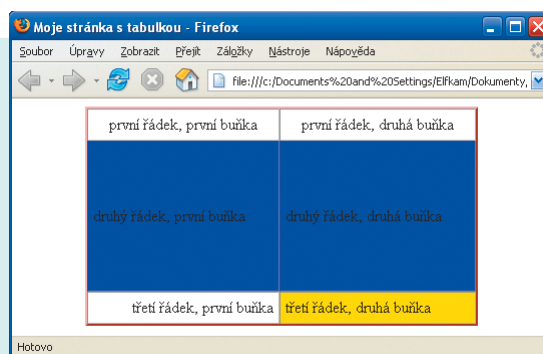 Moje stránka s tabulkou - Firefox
Soubor Úpravy Zobrazit Přejít Záložky Nástroje Nápověda
file:///c:/Documents%20and%20Settings/Elfkam/Dokumenty,
první řádek, první buňka první řádek, druhá buňka
druhý řádek, první buňka druhý řádek, druhá buňka
třetí řádek, první buňka třetí řádek, druhá buňka
Hotovo